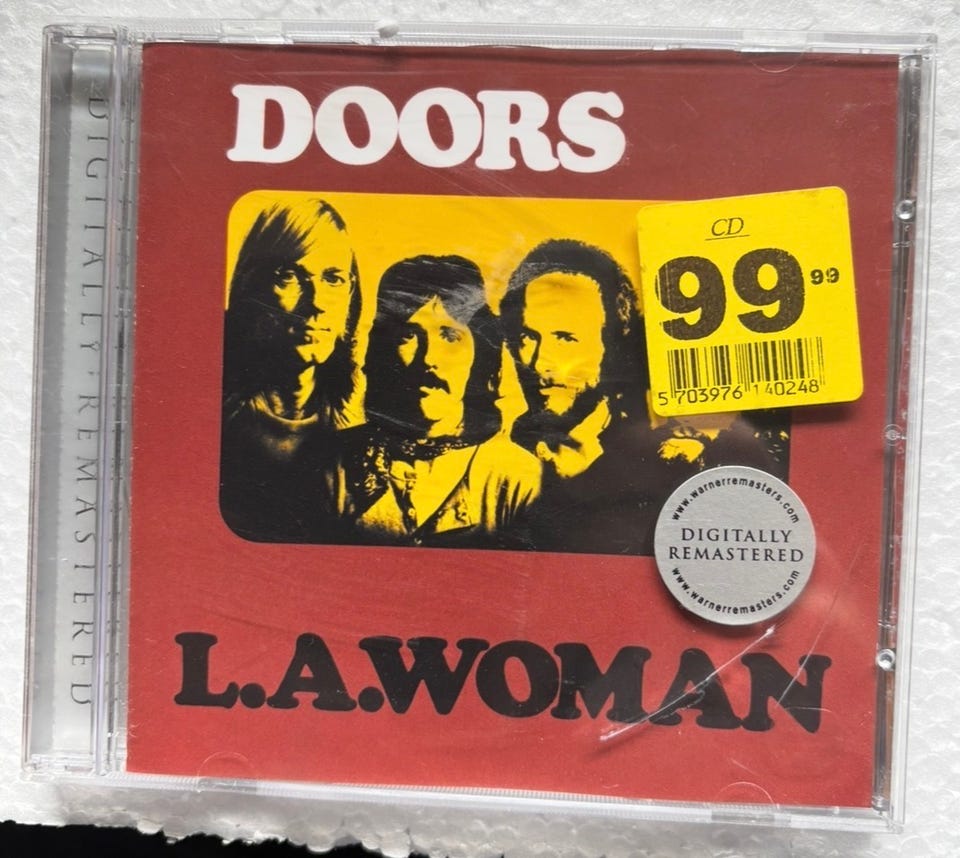 DOORS
CD
99 99
5 703976 140248
www.warnerremasters.com
DIGITALLY
REMASTERED
www.warnerremasters.com
L.A.WOMAN
DIGITALLY REMASTERED